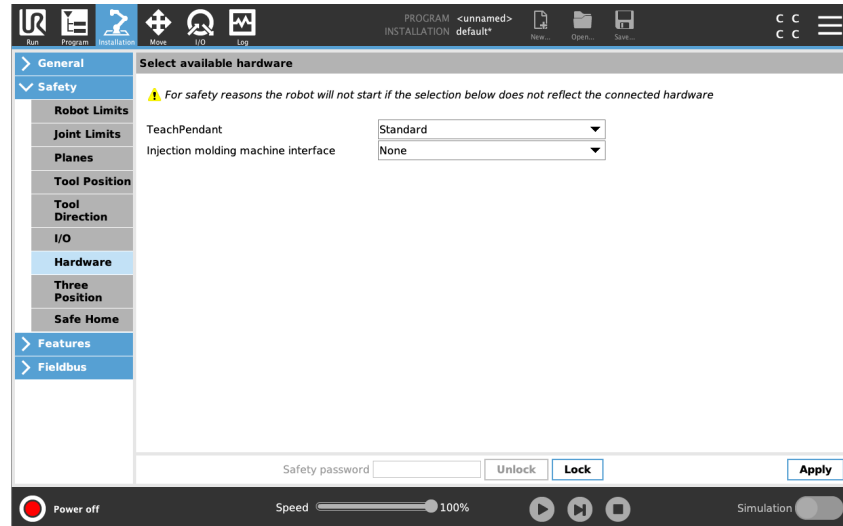 PROGRAM <unnamed>
INSTALLATION default*
UR
Run
Program
Installation
Move
I/O
Log
New...
Open...
Save...
C C
C C
General
Safety
Robot Limits
Joint Limits
Planes
Tool Position
Tool
Direction
I/O
Hardware
Three
Position
Safe Home
Features
Fieldbus
Select available hardware
For safety reasons the robot will not start if the selection below does not reflect the connected hardware
TeachPendant Standard
Injection molding machine interface None
Safety password Unlock Lock Apply
Power off Speed 100% Simulation